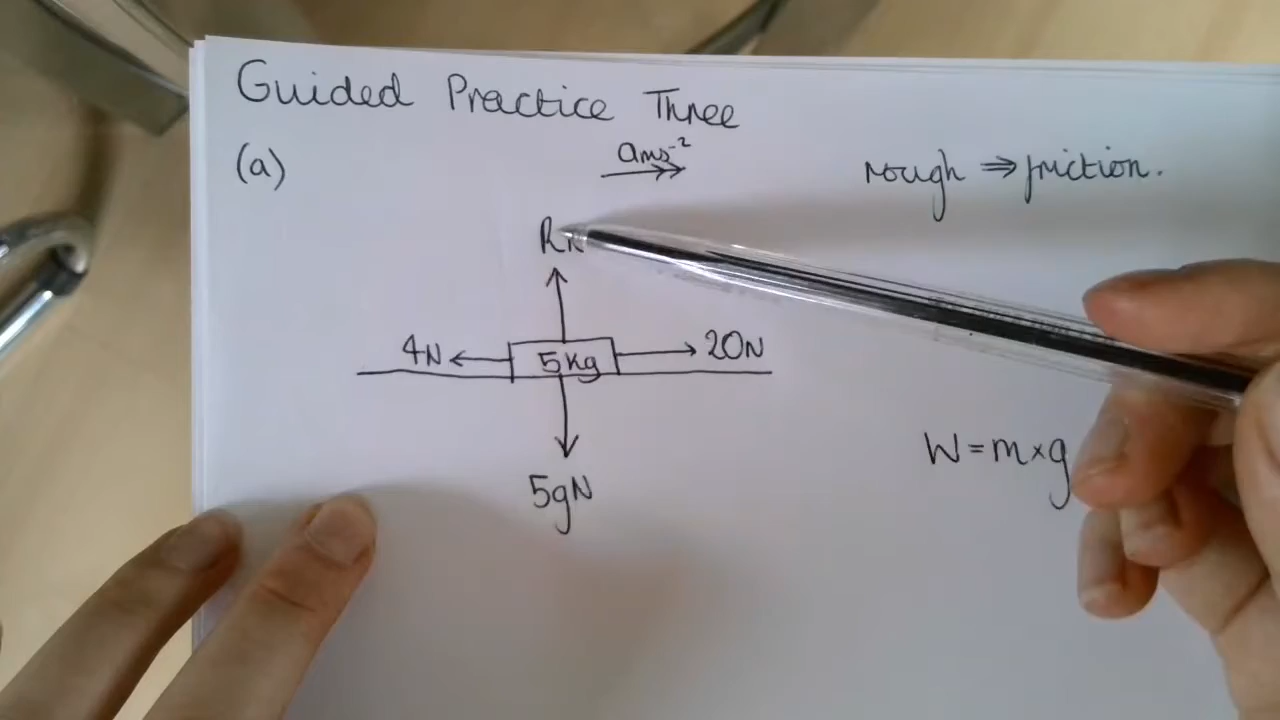 Guided Practice Three
(a)
ams⁻²
rough ⇒ friction.
RN
4N
5kg
20N
W=m×g
5gN